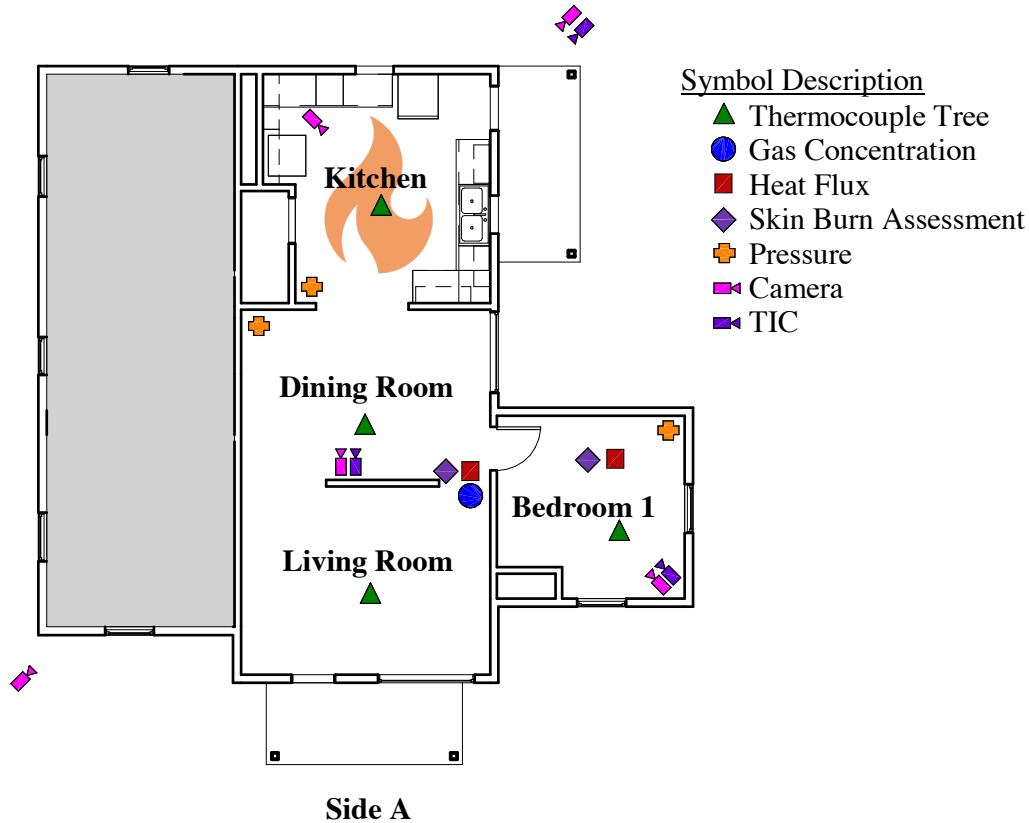 Symbol Description
Thermocouple Tree
Gas Concentration
Heat Flux
Skin Burn Assessment
Pressure
Camera
TIC
Kitchen
Dining Room
Bedroom 1
Living Room
Side A